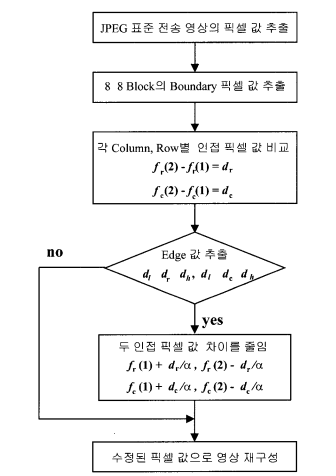 JPEG 표준 전송 영상의 픽셀 값 추출
8 8 Block의 Boundary 픽셀 값 추출
각 Column, Row별 인접 픽셀 값 비교
f_r(2) - f_r(1) = d_r
f_c(2) - f_c(1) = d_c
no
Edge 값 추출
d_l d_r d_h, d_l d_c d_h
yes
두 인접 픽셀 값 차이를 줄임
f_r(1) + d_r/α, f_r(2) - d_r/α
f_c(1) + d_c/α, f_c(2) - d_c/α
수정된 픽셀 값으로 영상 재구성